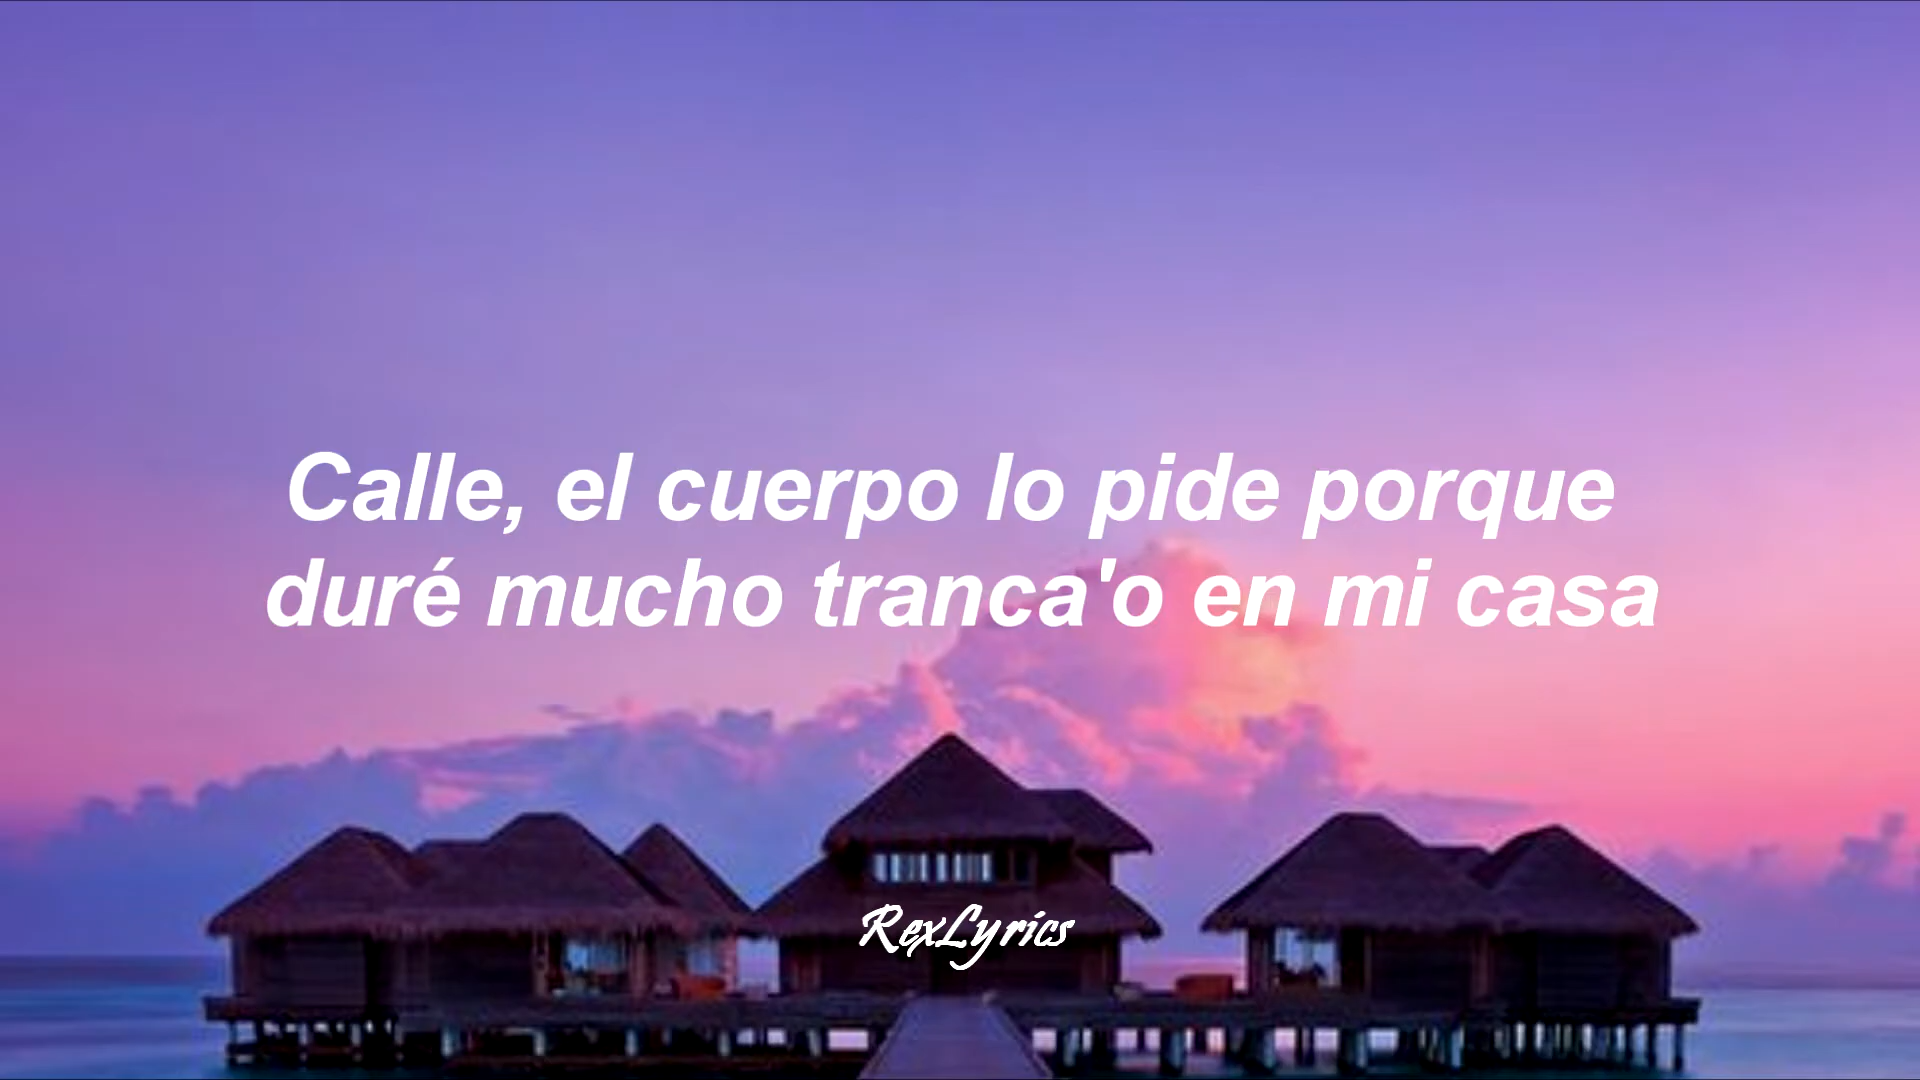 Calle, el cuerpo lo pide porque
duré mucho tranca'o en mi casa
RexLyrics